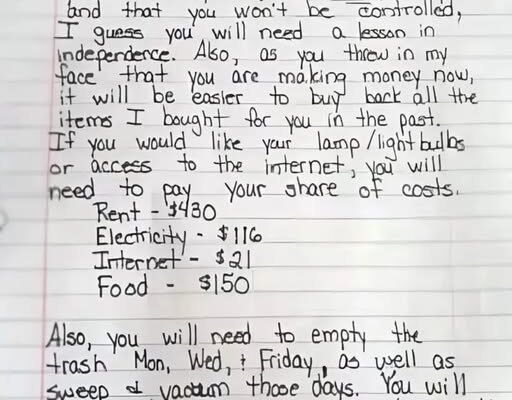 and that you won't be controlled,
I guess you will need a lesson in
independence. Also, as you threw in my
face that you are making money now,
it will be easier to buy back all the
items I bought for you in the past.
If you would like your lamp/lightbulbs
or access to the internet, you will
need to pay your share of costs.
Rent - $430
Electricity - $116
Internet - $21
Food - $150
Also, you will need to empty the
trash Mon, Wed, + Friday, as well as
sweep + vacuum those days. You will